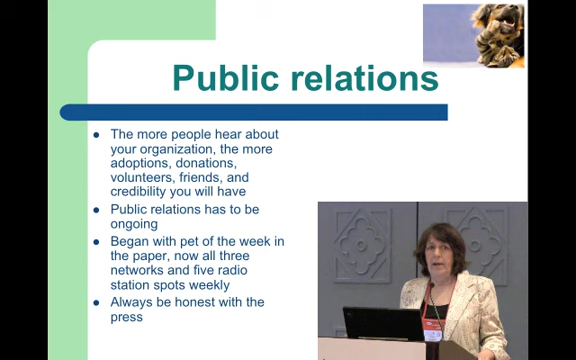 Public relations
The more people hear about
your organization, the more
adoptions, donations,
volunteers, friends, and
credibility you will have
Public relations has to be
ongoing
Began with pet of the week in
the paper, now all three
networks and five radio
station spots weekly
Always be honest with the
press